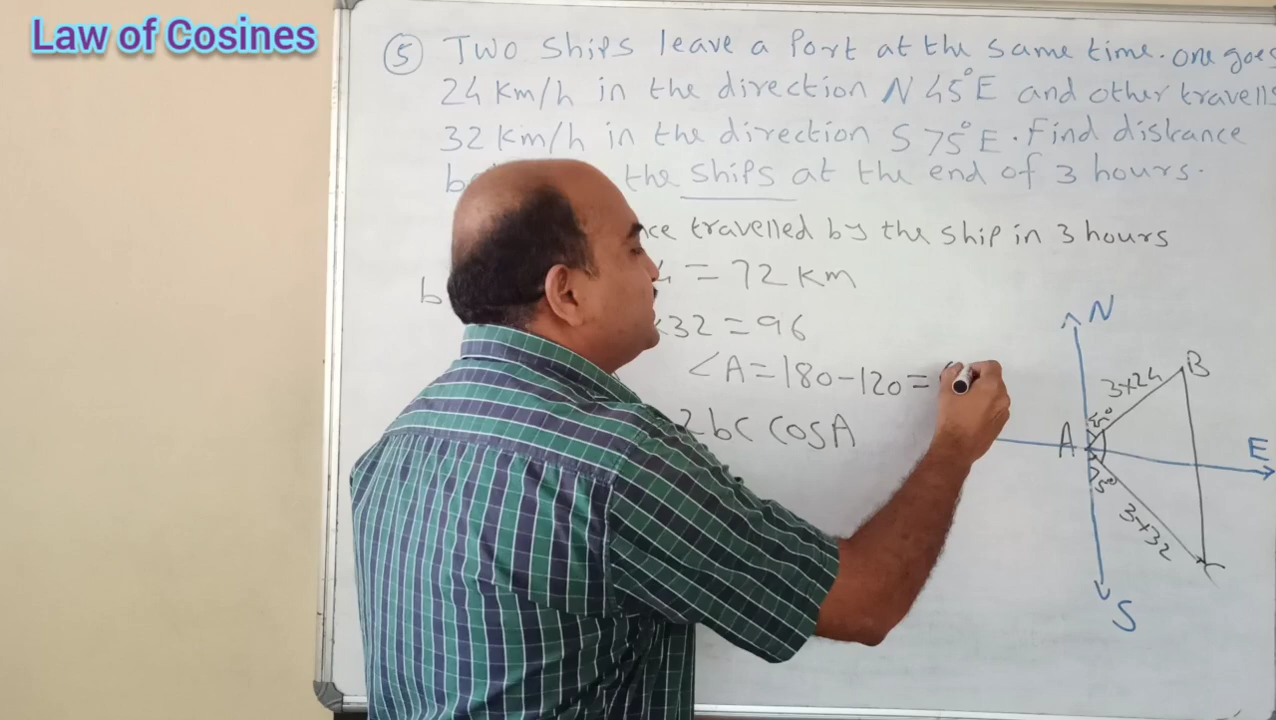 Law of Cosines
5 Two ships leave a Port at the same time. one goes
24 km/h in the direction N 45°E and other travells
32 km/h in the direction S 75°E. Find distance
the ships at the end of 3 hours.
travelled by the ship in 3 hours
= 72 km
×32 = 96
∠A = 180-120 =
2bc cosA
N
3×24
B
45°
A
E
75°
3×32
C
S